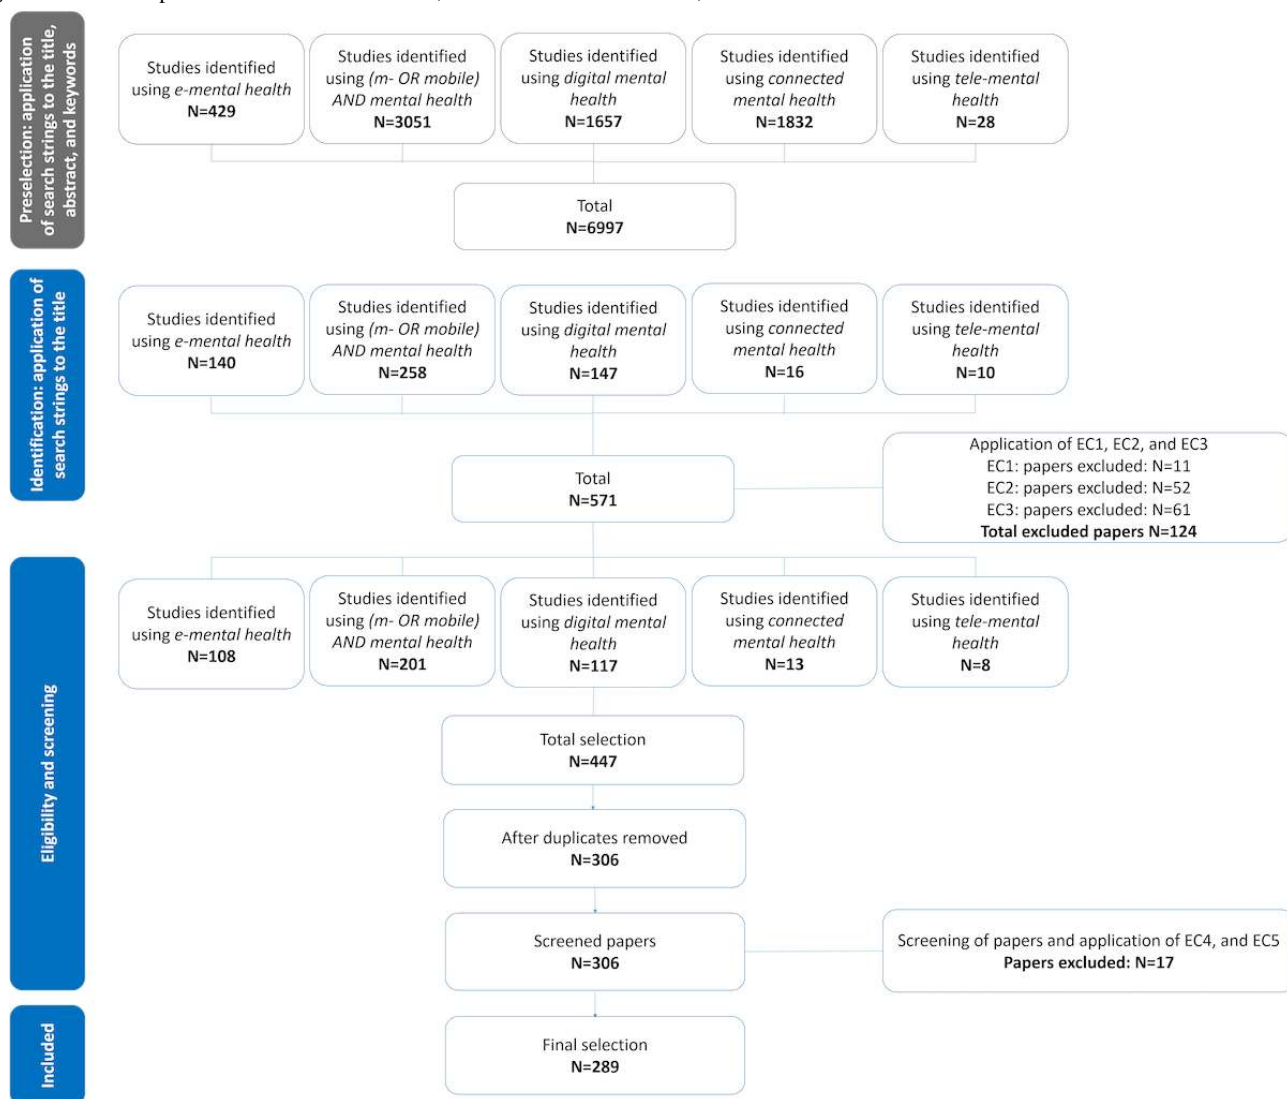 Preselection: application
of search strings to the title,
abstract, and keywords
Studies identified
using e-mental health
N=429
Studies identified
using (m- OR mobile)
AND mental health
N=3051
Studies identified
using digital mental
health
N=1657
Studies identified
using connected
mental health
N=1832
Studies identified
using tele-mental
health
N=28
Total
N=6997
Identification: application of
search strings to the title
Studies identified
using e-mental health
N=140
Studies identified
using (m- OR mobile)
AND mental health
N=258
Studies identified
using digital mental
health
N=147
Studies identified
using connected
mental health
N=16
Studies identified
using tele-mental
health
N=10
Total
N=571
Application of EC1, EC2, and EC3
EC1: papers excluded: N=11
EC2: papers excluded: N=52
EC3: papers excluded: N=61
Total excluded papers N=124
Eligibility and screening
Studies identified
using e-mental health
N=108
Studies identified
using (m- OR mobile)
AND mental health
N=201
Studies identified
using digital mental
health
N=117
Studies identified
using connected
mental health
N=13
Studies identified
using tele-mental
health
N=8
Total selection
N=447
After duplicates removed
N=306
Screened papers
N=306
Screening of papers and application of EC4, and EC5
Papers excluded: N=17
Included
Final selection
N=289